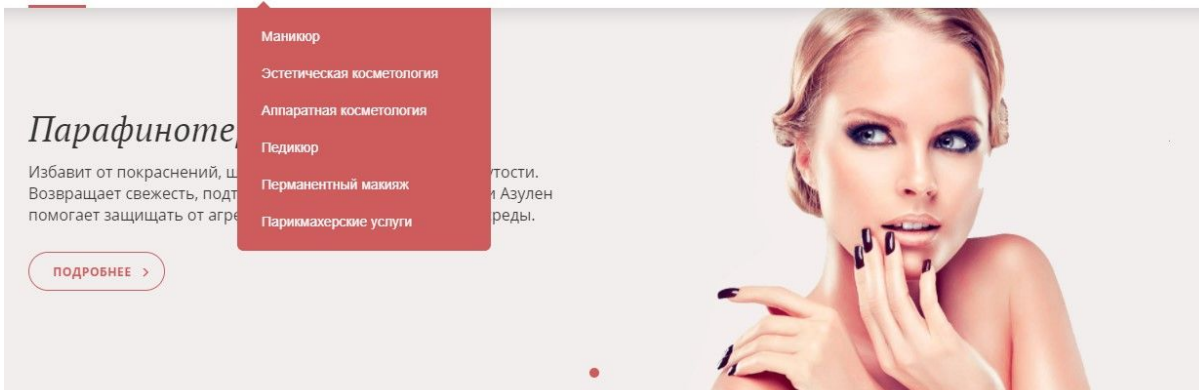 Маникюр
Эстетическая косметология
Аппаратная косметология
Педикюр
Перманентный макияж
Парикмахерские услуги
Парафиноте
Избавит от покраснений, ш утости.
Возвращает свежесть, подт и Азулен
помогает защищать от агре реды.
ПОДРОБНЕЕ >